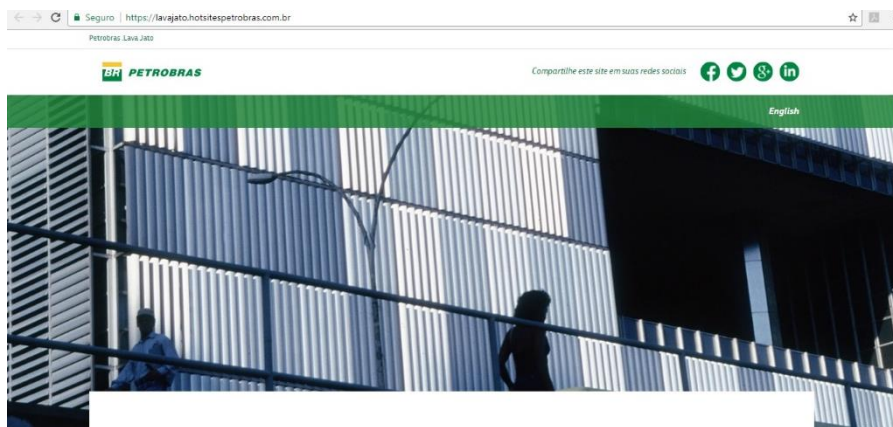 Seguro | https://lavajato.hotsitespetrobras.com.br
Petrobras .Lava Jato
BR PETROBRAS
Compartilhe este site em suas redes sociais
English